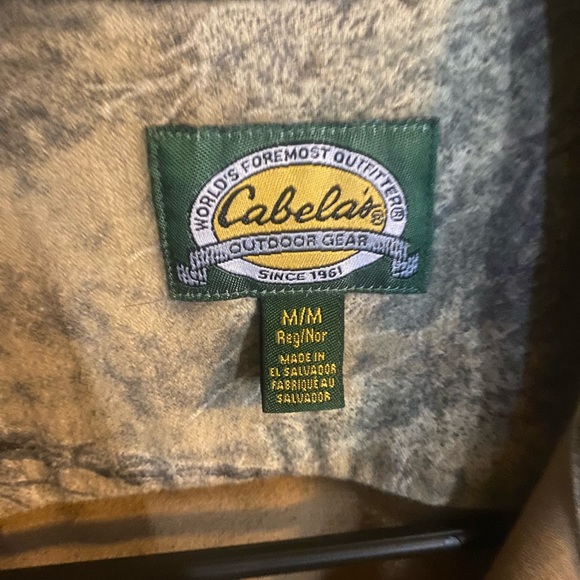 WORLD'S FOREMOST OUTFITTER®
Cabela's®
OUTDOOR GEAR
SINCE 1961
M/M
Reg/Nor
MADE IN
EL SALVADOR
FABRIQUÉ AU
SALVADOR